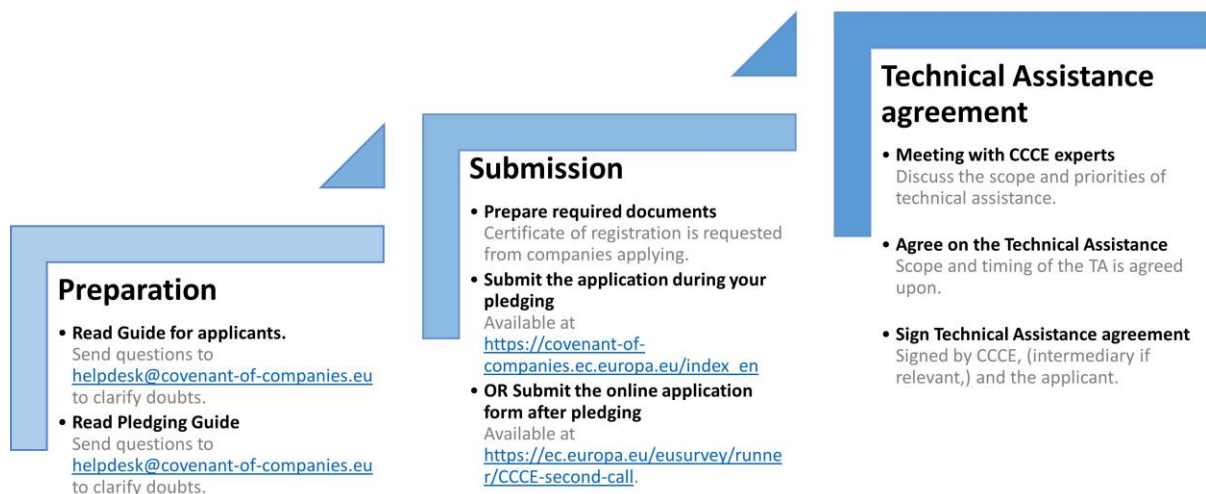 Preparation
• Read Guide for applicants.
Send questions to
helpdesk@covenant-of-companies.eu
to clarify doubts.
• Read Pledging Guide
Send questions to
helpdesk@covenant-of-companies.eu
to clarify doubts.
Submission
• Prepare required documents
Certificate of registration is requested
from companies applying.
• Submit the application during your
pledging
Available at
https://covenant-of-
companies.ec.europa.eu/index_en
• OR Submit the online application
form after pledging
Available at
https://ec.europa.eu/eusurvey/runne
r/CCCE-second-call.
Technical Assistance
agreement
• Meeting with CCCE experts
Discuss the scope and priorities of
technical assistance.
• Agree on the Technical Assistance
Scope and timing of the TA is agreed
upon.
• Sign Technical Assistance agreement
Signed by CCCE, (intermediary if
relevant,) and the applicant.